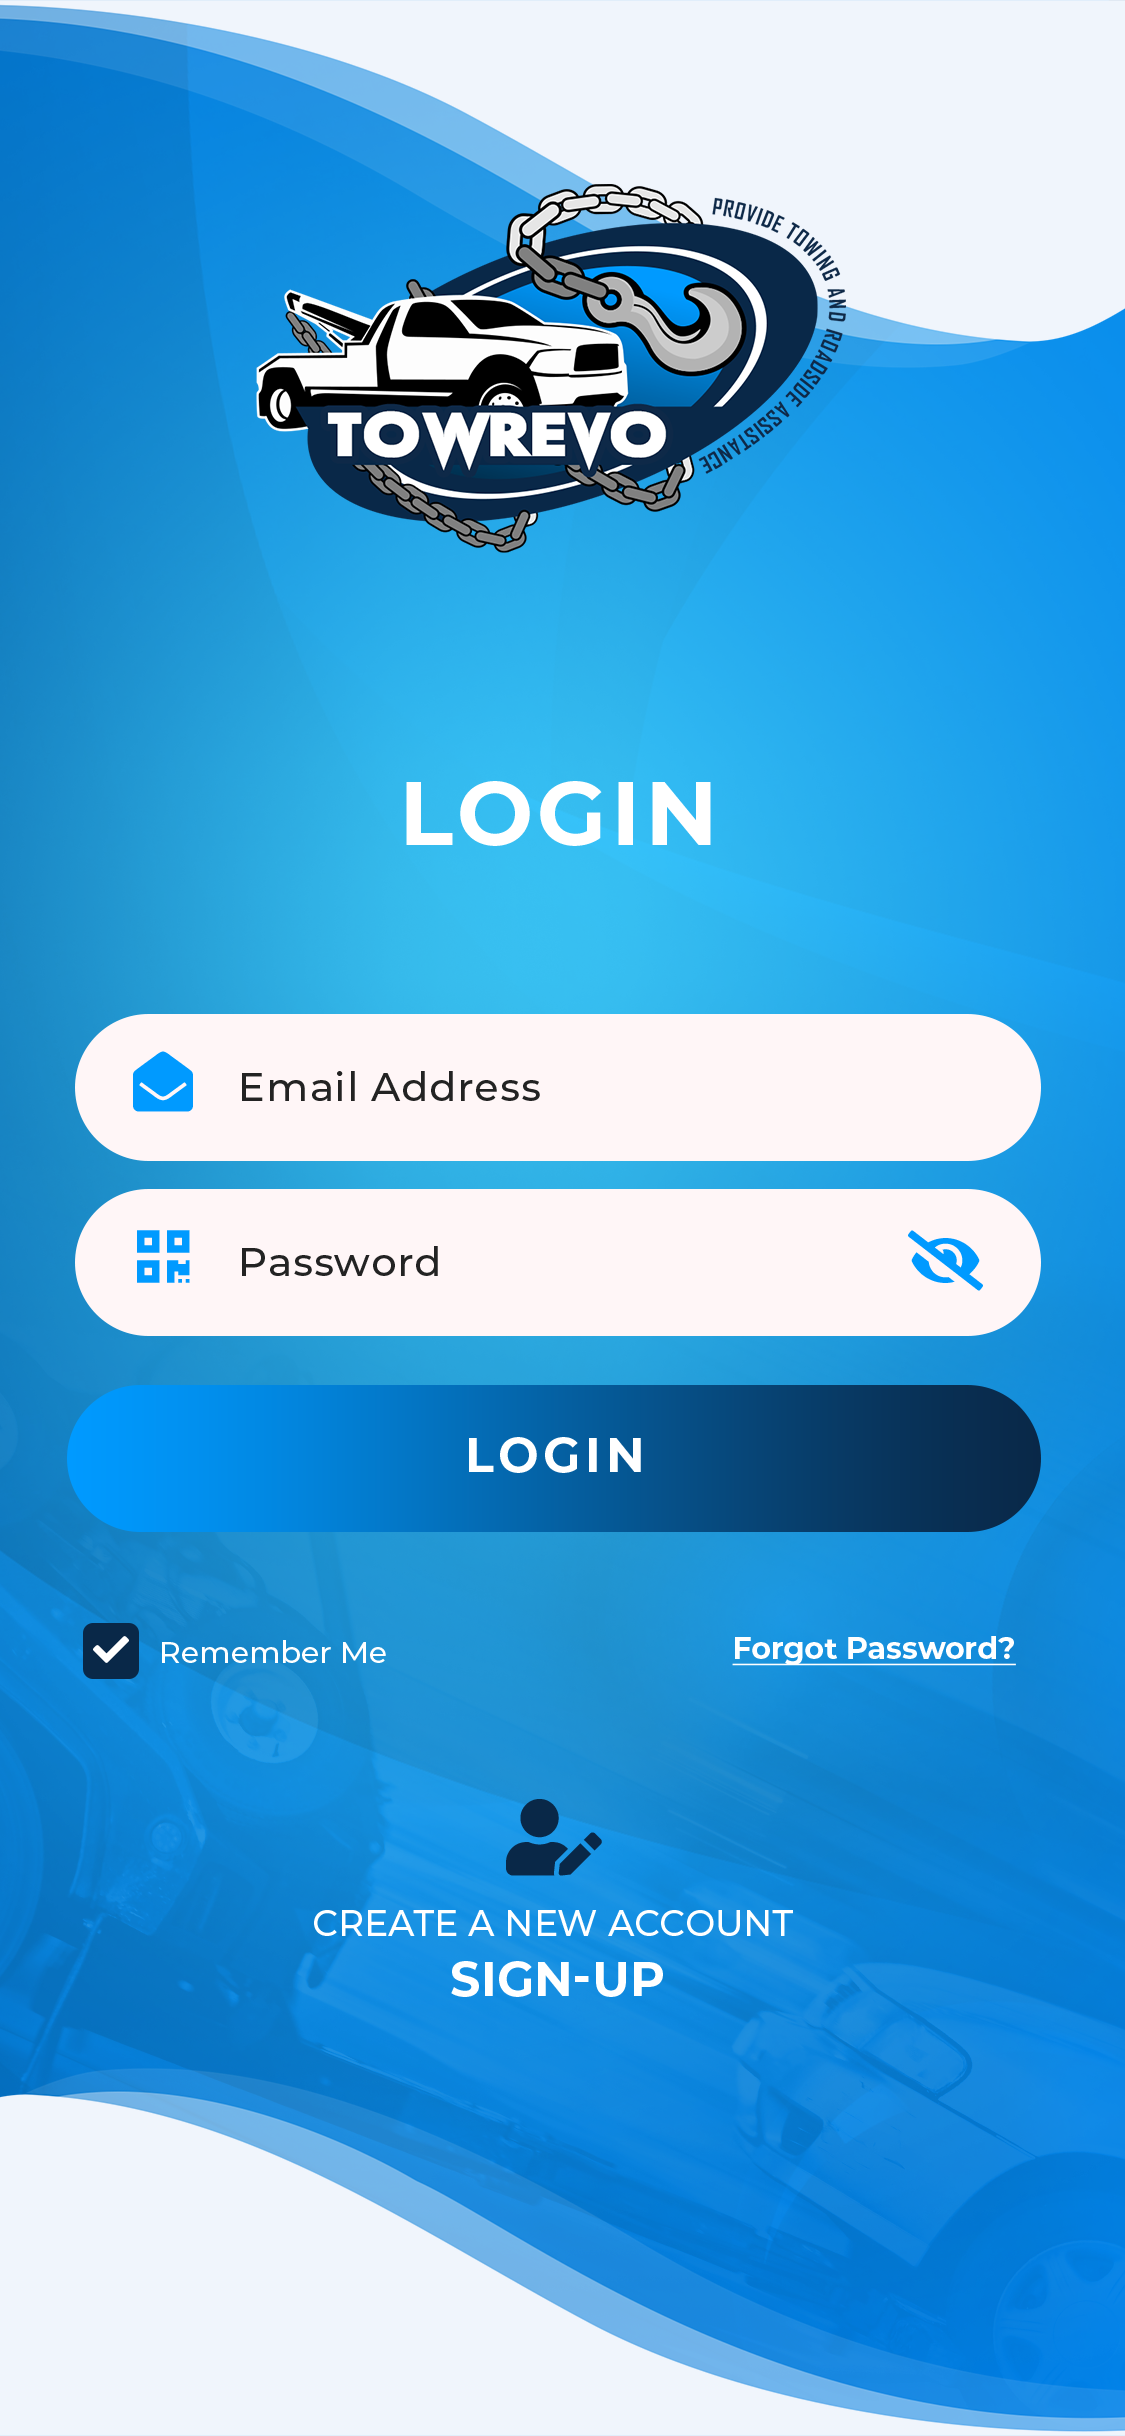 PROVIDE TOWING AND ROADSIDE ASSISTANCE
TOWREVO
LOGIN
Email Address
Password
LOGIN
Remember Me
Forgot Password?
CREATE A NEW ACCOUNT
SIGN-UP